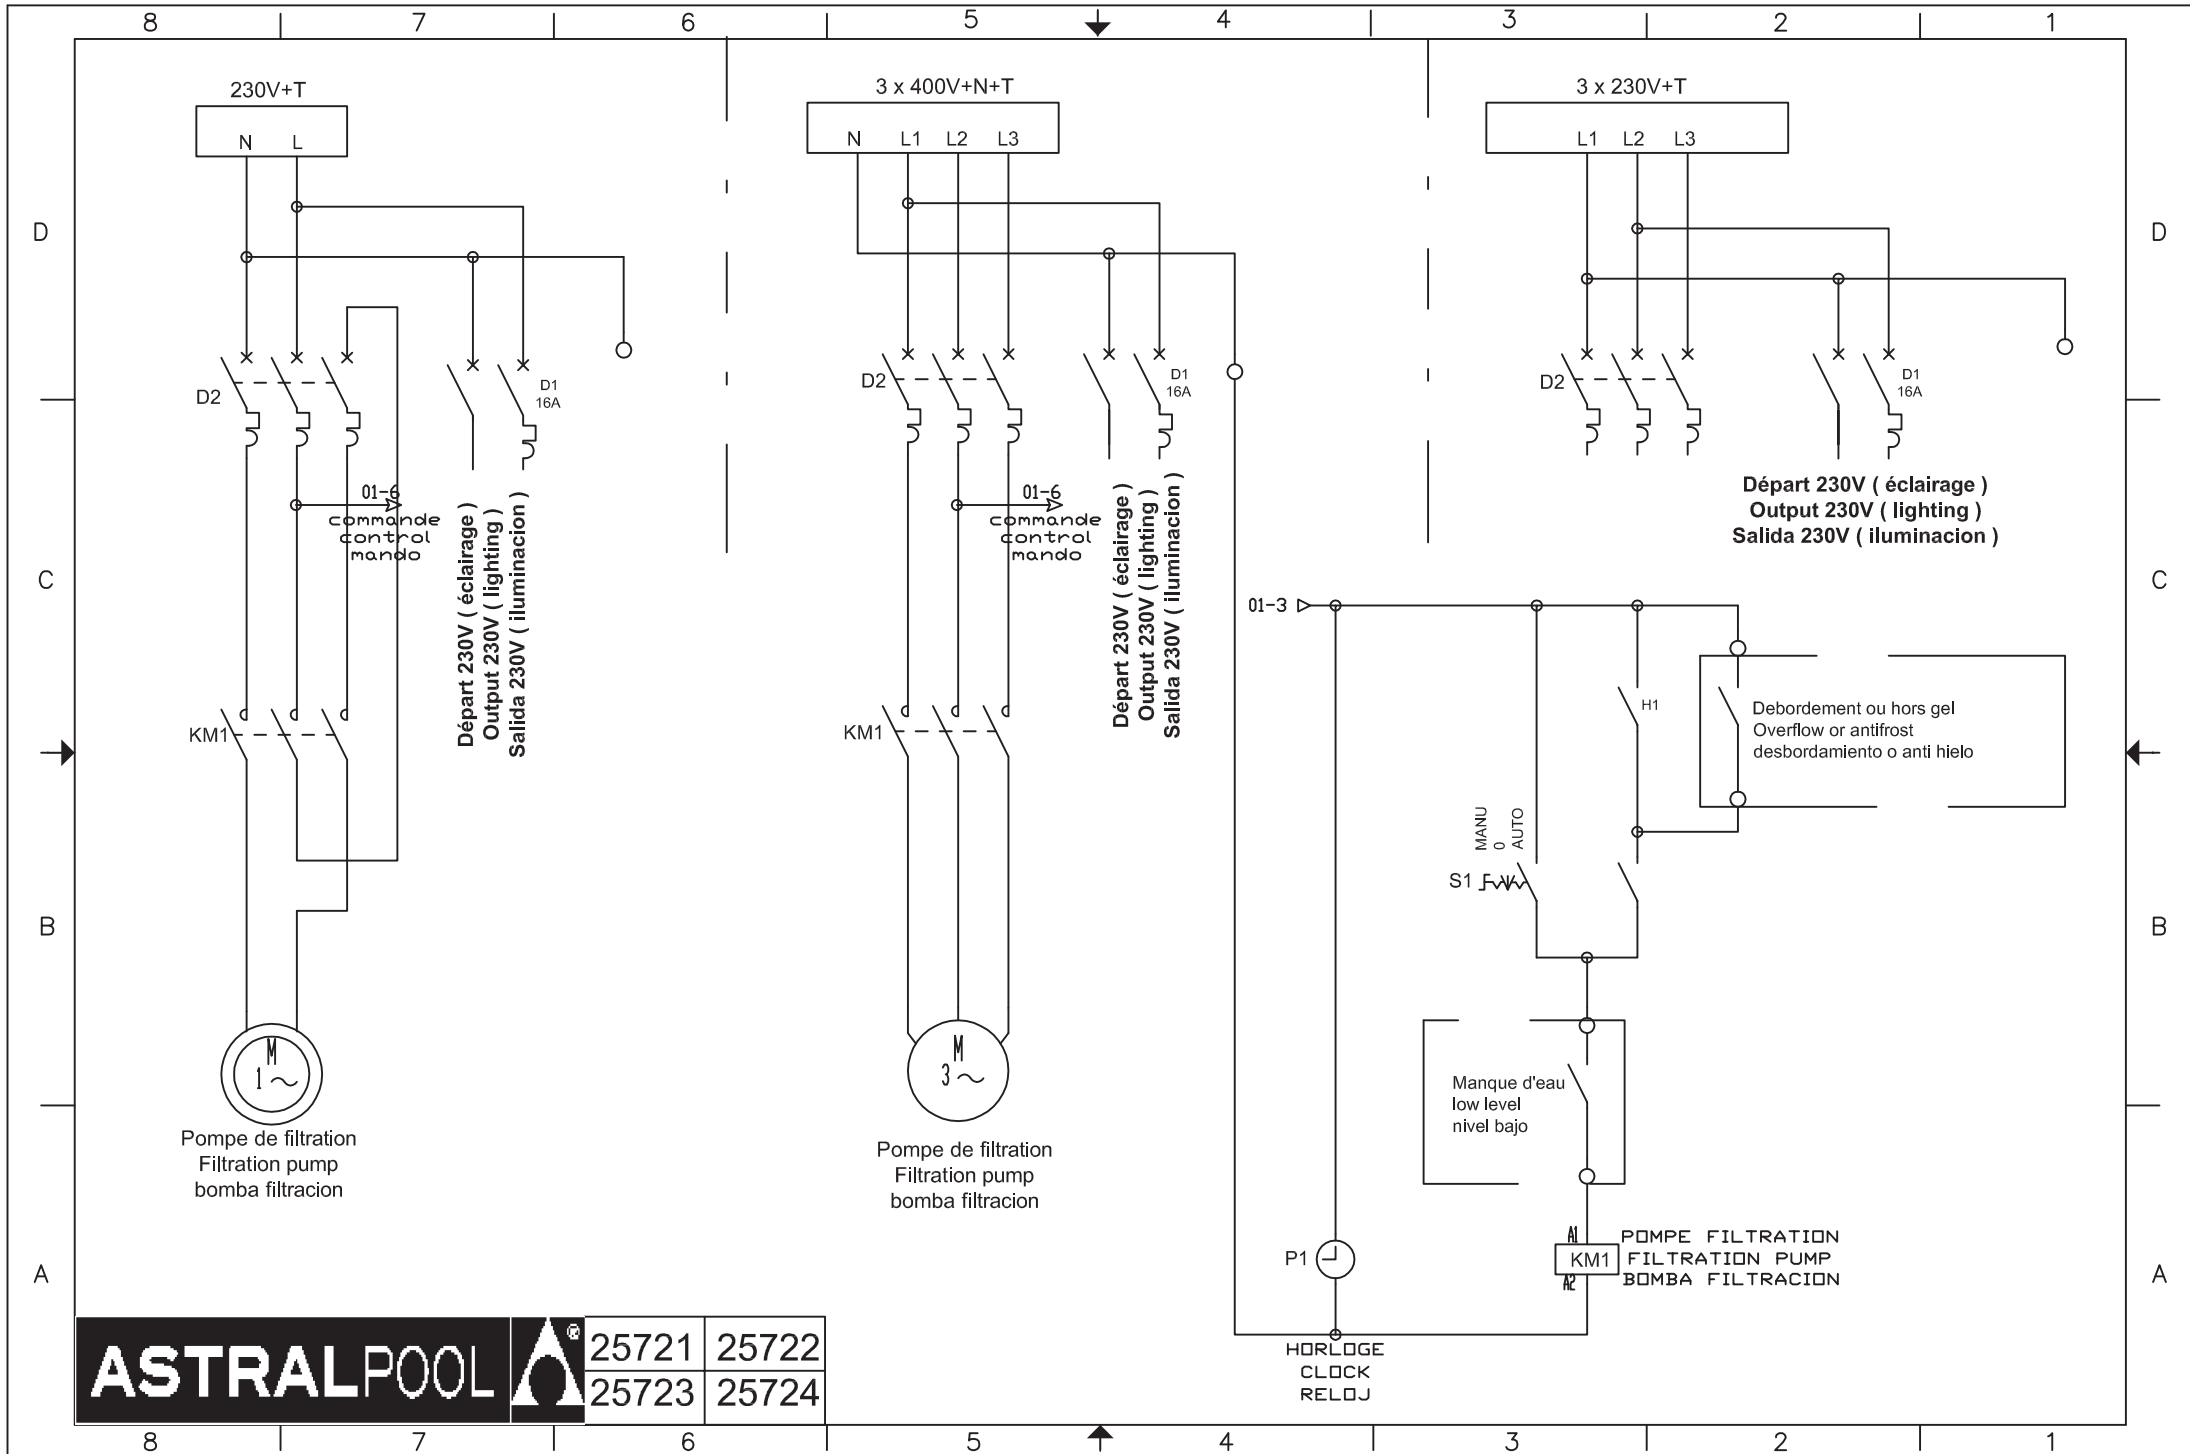 8 7 6 5 4 3 2 1
230V+T
N L
3 x 400V+N+T
N L1 L2 L3
3 x 230V+T
L1 L2 L3
D
D
D2
D1
16A
D2
D1
16A
D2
D1
16A
01-6
commande
control
mando
Départ 230V ( éclairage )
Output 230V ( lighting )
Salida 230V ( iluminacion )
01-6
commande
control
mando
Départ 230V ( éclairage )
Output 230V ( lighting )
Salida 230V ( iluminacion )
Départ 230V ( éclairage )
Output 230V ( lighting )
Salida 230V ( iluminacion )
C
C
01-3
KM1
KM1
H1
Debordement ou hors gel
Overflow or antifrost
desbordamiento o anti hielo
MANU
0
AUTO
S1
B
B
M
1
M
3
Pompe de filtration
Filtration pump
bomba filtracion
Pompe de filtration
Filtration pump
bomba filtracion
Manque d'eau
low level
nivel bajo
A
A
P1
A1
KM1
A2
POMPE FILTRATION
FILTRATION PUMP
BOMBA FILTRACION
HORLOGE
CLOCK
RELOJ
ASTRALPOOL ®
25721 25722
25723 25724
8 7 6 5 4 3 2 1